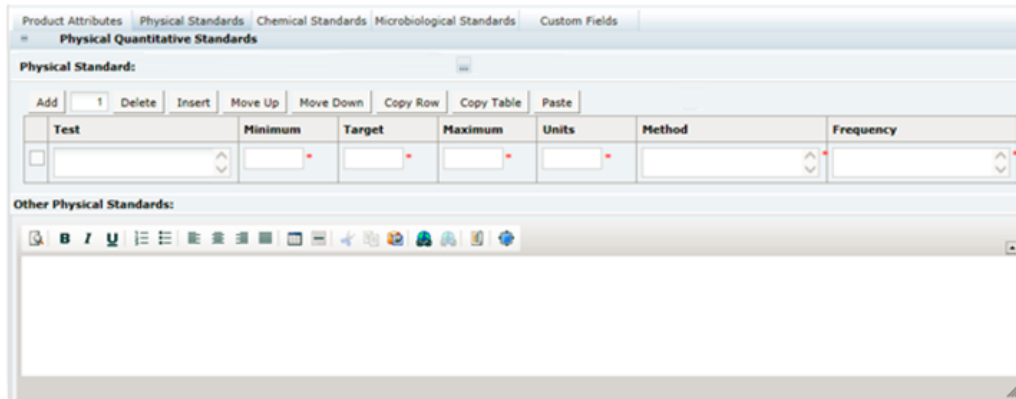 Product Attributes Physical Standards Chemical Standards Microbiological Standards Custom Fields
Physical Quantitative Standards
Physical Standard: ...
Add 1 Delete Insert Move Up Move Down Copy Row Copy Table Paste
Test Minimum Target Maximum Units Method Frequency
* * * * * *
Other Physical Standards:
B I U